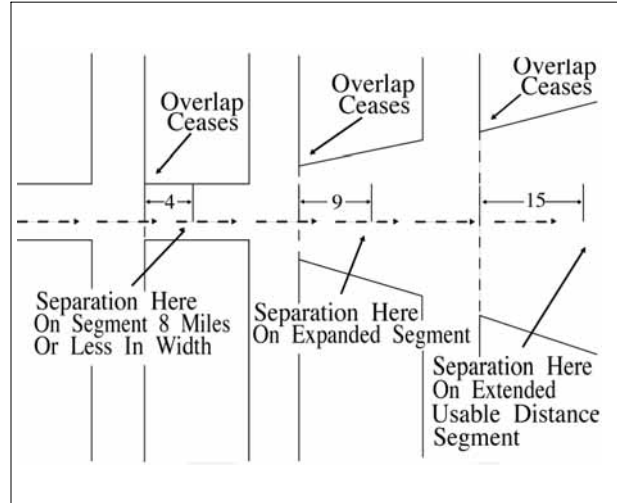 Overlap
Ceases
Overlap
Ceases
Overlap
Ceases
4
9
15
Separation Here
On Segment 8 Miles
Or Less In Width
Separation Here
On Expanded Segment
Separation Here
On Extended
Usable Distance
Segment